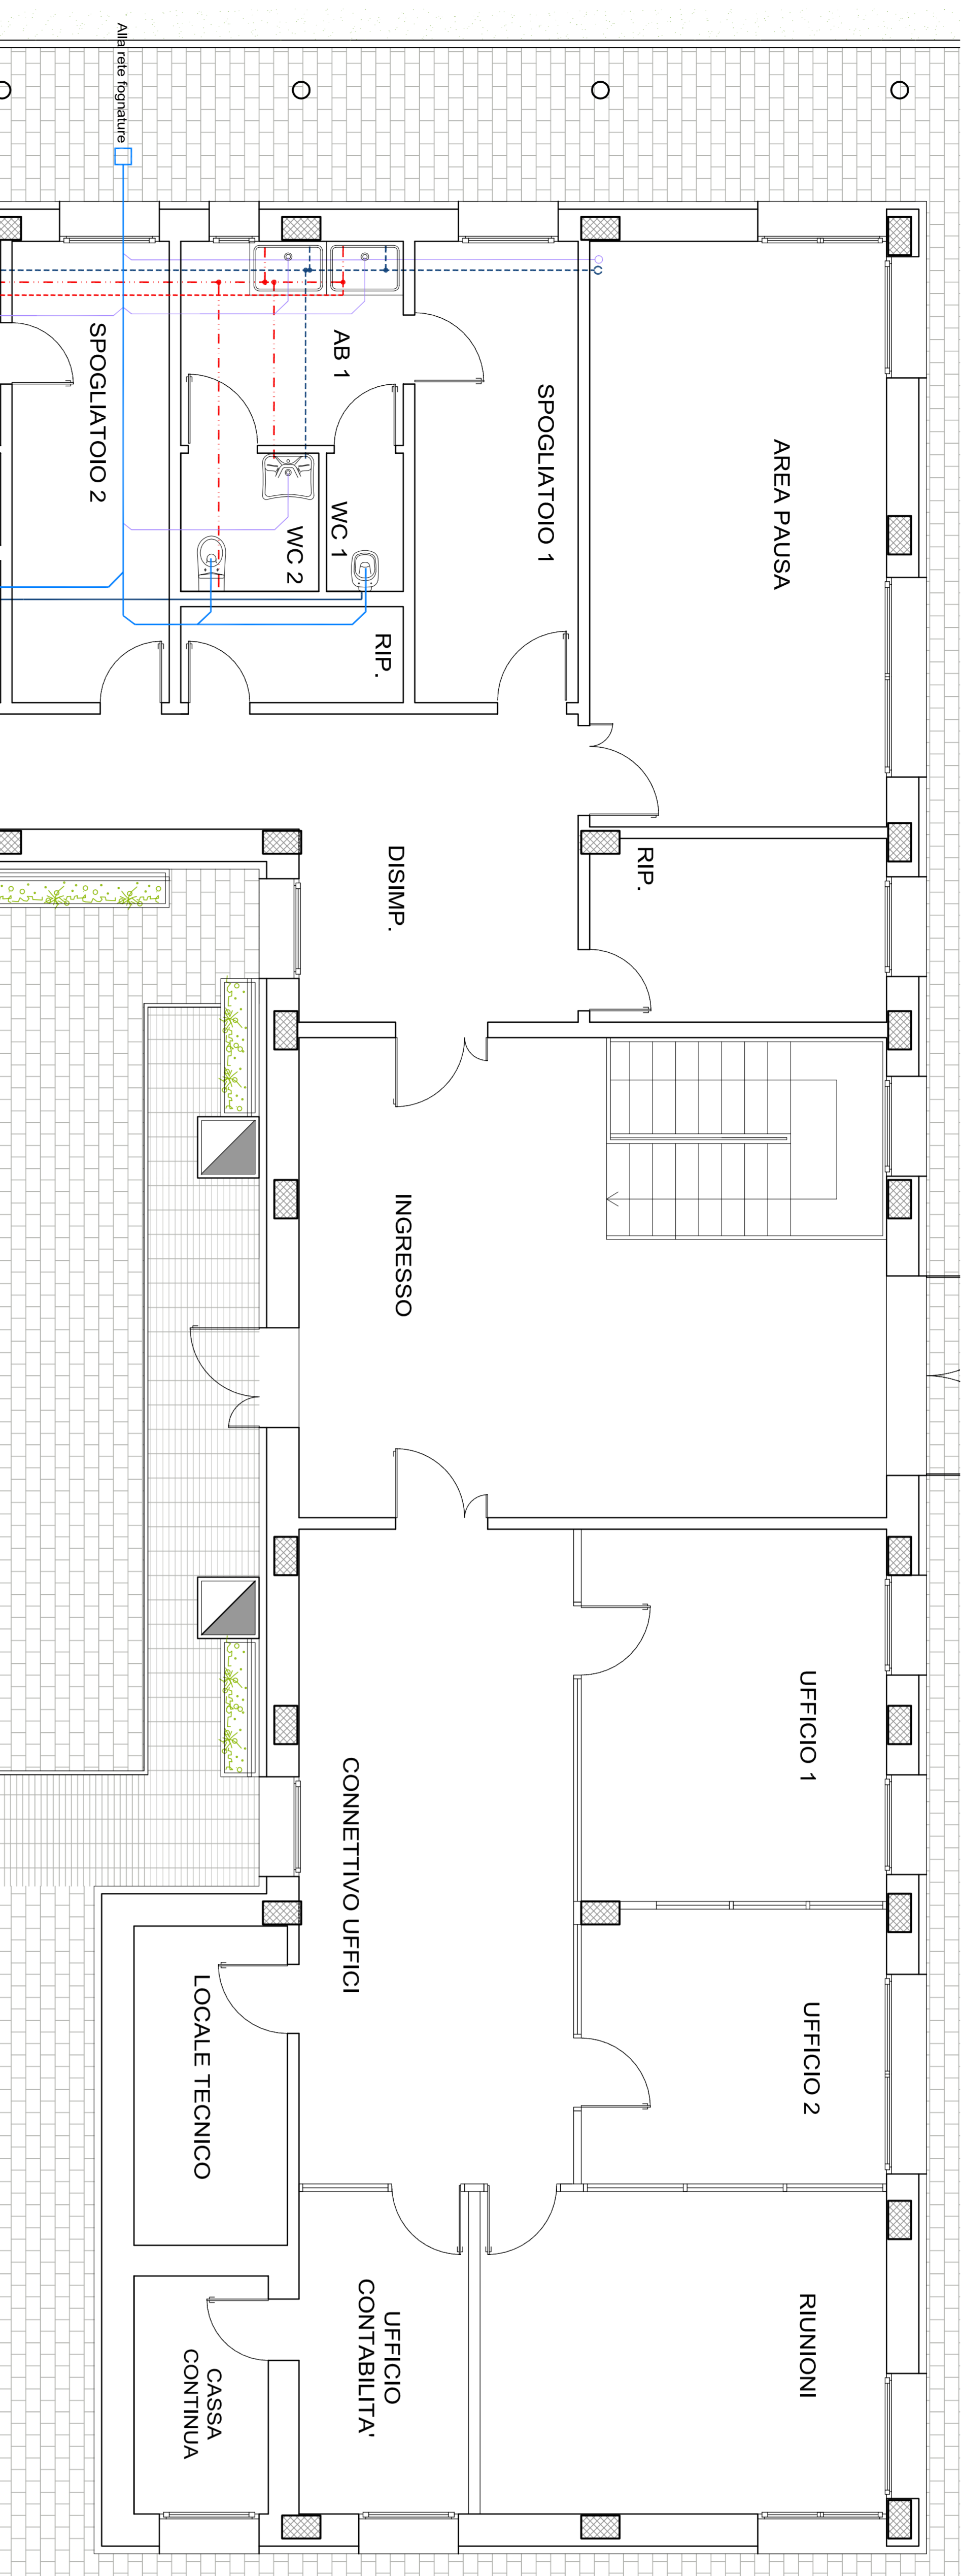 Alla rete fognature
SPOGLIATOIO 2
AB 1
WC 1
WC 2
RIP.
SPOGLIATOIO 1
AREA PAUSA
DISIMP.
RIP.
INGRESSO
UFFICIO 1
CONNETTIVO UFFICI
UFFICIO 2
LOCALE TECNICO
RIUNIONI
UFFICIO
CONTABILITA'
CASSA
CONTINUA